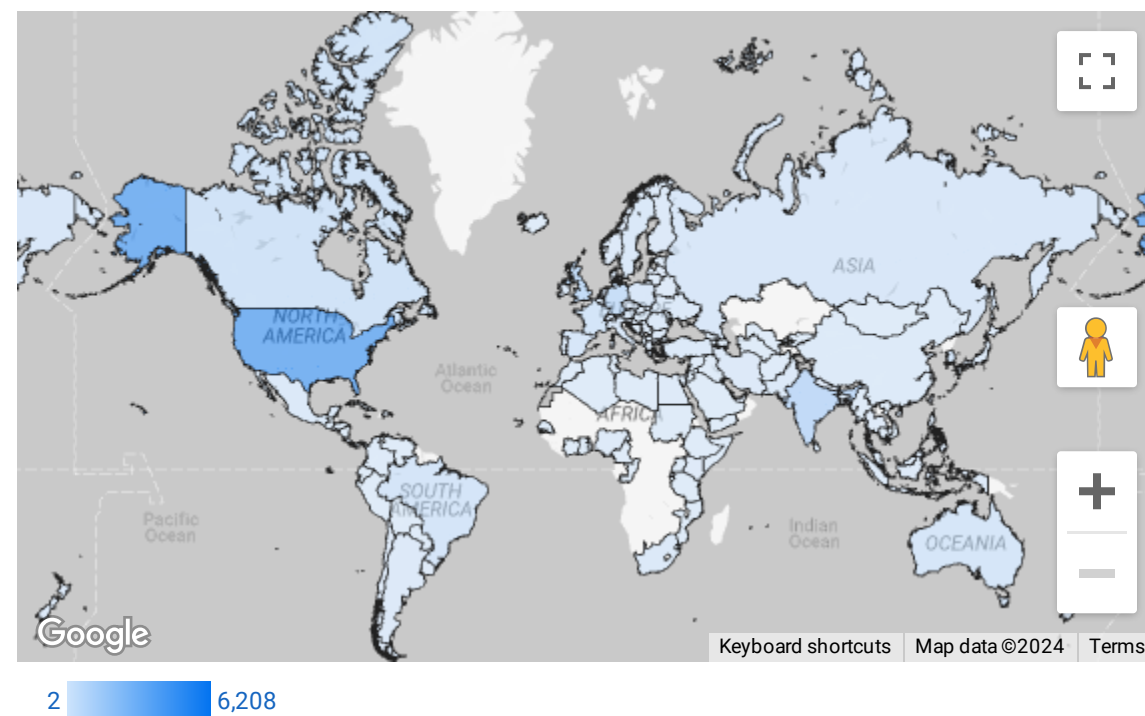 ASIA
NORTH
AMERICA
Atlantic
Ocean
AFRICA
SOUTH
AMERICA
Pacific
Ocean
Indian
Ocean
OCEANIA
Google
Keyboard shortcuts
Map data ©2024
Terms
2
6,208